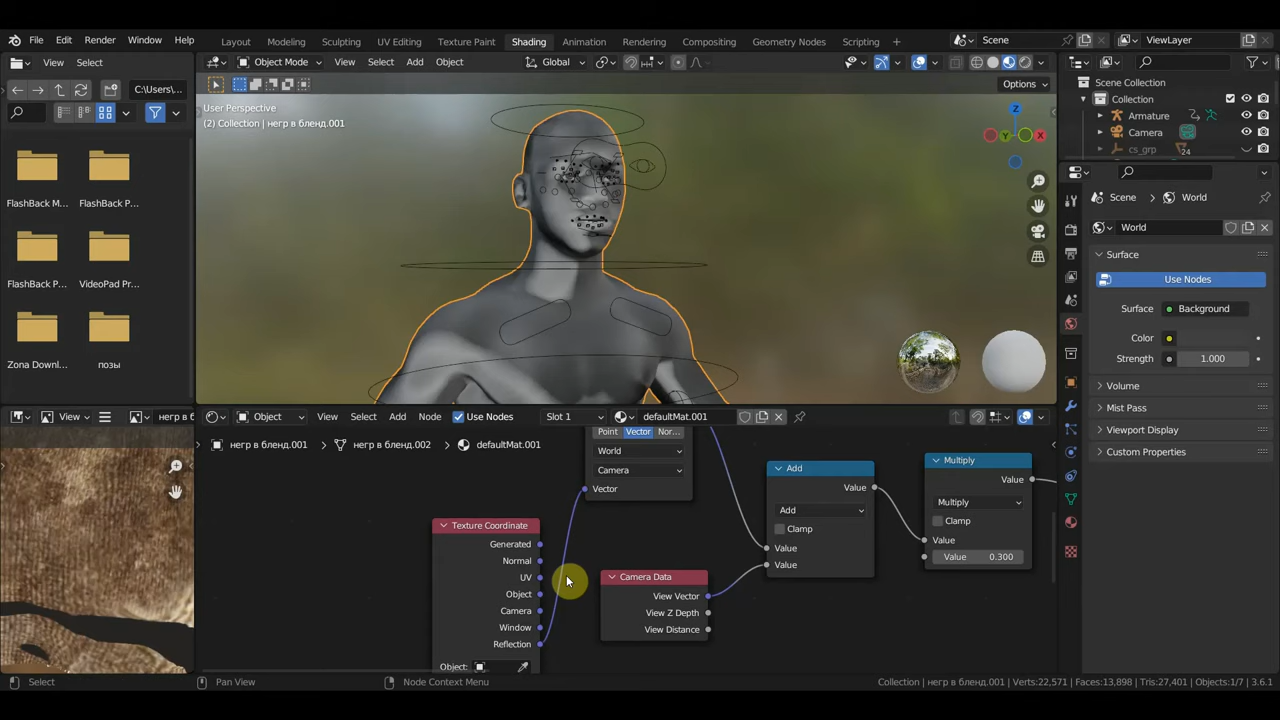 File Edit Render Window Help
Layout Modeling Sculpting UV Editing Texture Paint Shading Animation Rendering Compositing Geometry Nodes Scripting +
Scene
ViewLayer
View Select
Object Mode View Select Add Object
Global
C:\Users\...
Options
User Perspective
(2) Collection | негр в бленд.001
Z
X
Scene Collection
Collection
Armature
Camera
cs_grp
24
Scene > World
World
Surface
Use Nodes
Surface Background
Color
Strength 1.000
Volume
Mist Pass
Viewport Display
Custom Properties
FlashBack M...
FlashBack P...
FlashBack P...
VideoPad Pr...
Zona Downl...
позы
View
негр в б
Object View Select Add Node Use Nodes Slot 1 defaultMat.001
негр в бленд.001 > негр в бленд.002 > defaultMat.001
Point Vector Nor...
World
Camera
Vector
Texture Coordinate
Generated
Normal
UV
Object
Camera
Window
Reflection
Object:
Camera Data
View Vector
View Z Depth
View Distance
Add
Value
Add
Clamp
Value
Value
Multiply
Value
Multiply
Clamp
Value
Value 0.300
Select
Pan View
Node Context Menu
Collection | негр в бленд.001 | Verts:22,571 | Faces:13,898 | Tris:27,401 | Objects:1/7 | 3.6.1